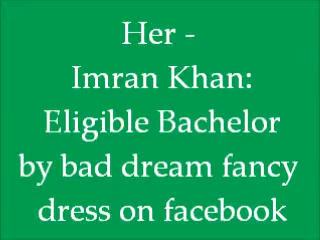 Her -
Imran Khan:
Eligible Bachelor
by bad dream fancy
dress on facebook